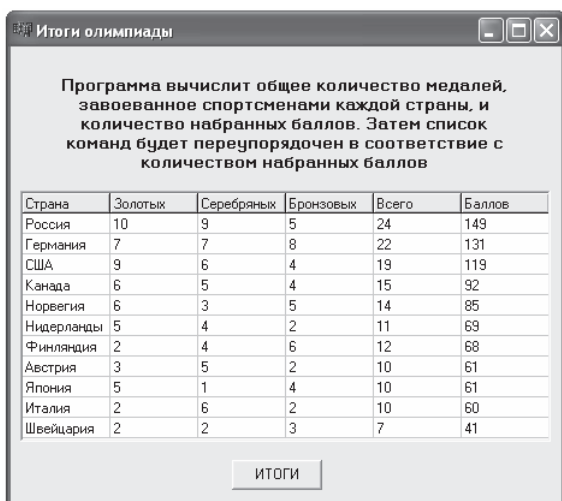 Итоги олимпиады
Программа вычислит общее количество медалей,
завоеванное спортсменами каждой страны, и
количество набранных баллов. Затем список
команд будет переупорядочен в соответствие с
количеством набранных баллов
Страна Золотых Серебряных Бронзовых Всего Баллов
Россия 10 9 5 24 149
Германия 7 7 8 22 131
США 9 6 4 19 119
Канада 6 5 4 15 92
Норвегия 6 3 5 14 85
Нидерланды 5 4 2 11 69
Финляндия 2 4 6 12 68
Австрия 3 5 2 10 61
Япония 5 1 4 10 61
Италия 2 6 2 10 60
Швейцария 2 2 3 7 41
ИТОГИ